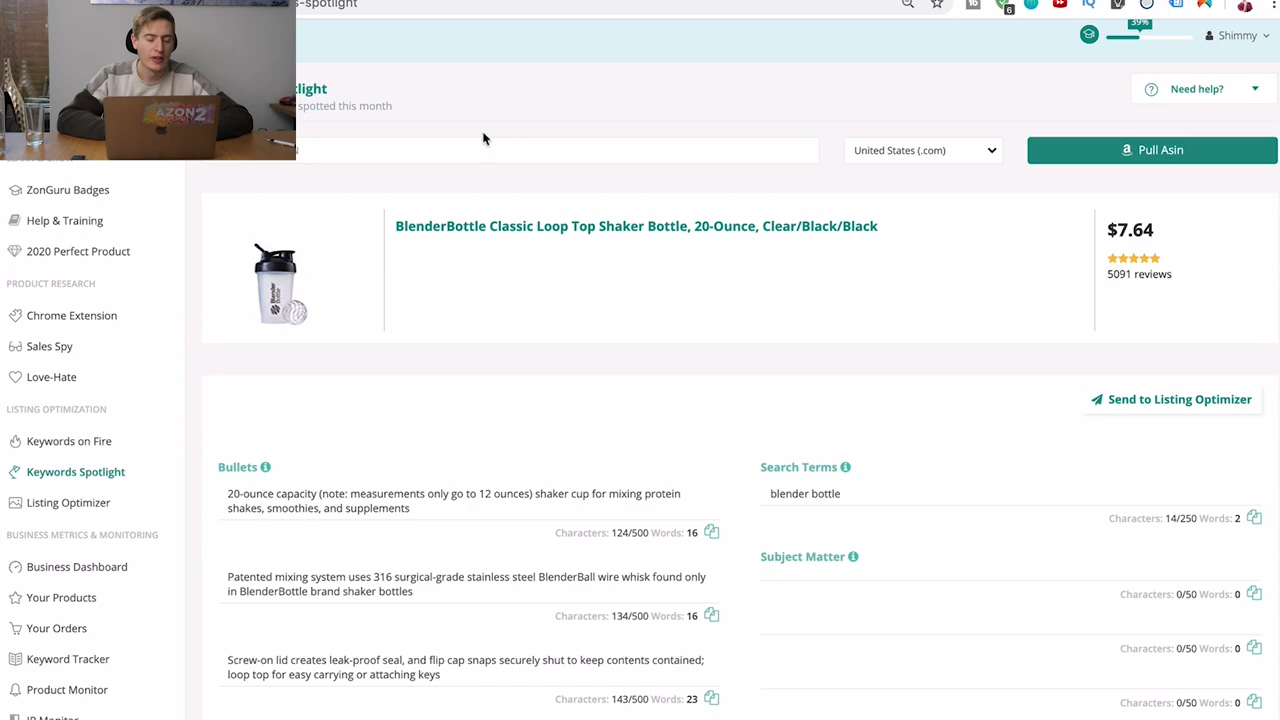 s-spotlight
6
39%
Shimmy
AZON2
tlight
spotted this month
Need help?
United States (.com)
Pull Asin
ZonGuru Badges
Help & Training
2020 Perfect Product
PRODUCT RESEARCH
Chrome Extension
Sales Spy
Love-Hate
LISTING OPTIMIZATION
Keywords on Fire
Keywords Spotlight
Listing Optimizer
BUSINESS METRICS & MONITORING
Business Dashboard
Your Products
Your Orders
Keyword Tracker
Product Monitor
IP Monitor
BlenderBottle Classic Loop Top Shaker Bottle, 20-Ounce, Clear/Black/Black
Blender Bottle
$7.64
5091 reviews
Send to Listing Optimizer
Bullets
20-ounce capacity (note: measurements only go to 12 ounces) shaker cup for mixing protein
shakes, smoothies, and supplements
Characters: 124/500 Words: 16
Patented mixing system uses 316 surgical-grade stainless steel BlenderBall wire whisk found only
in BlenderBottle brand shaker bottles
Characters: 134/500 Words: 16
Screw-on lid creates leak-proof seal, and flip cap snaps securely shut to keep contents contained;
loop top for easy carrying or attaching keys
Characters: 143/500 Words: 23
Search Terms
blender bottle
Characters: 14/250 Words: 2
Subject Matter
Characters: 0/50 Words: 0
Characters: 0/50 Words: 0
Characters: 0/50 Words: 0